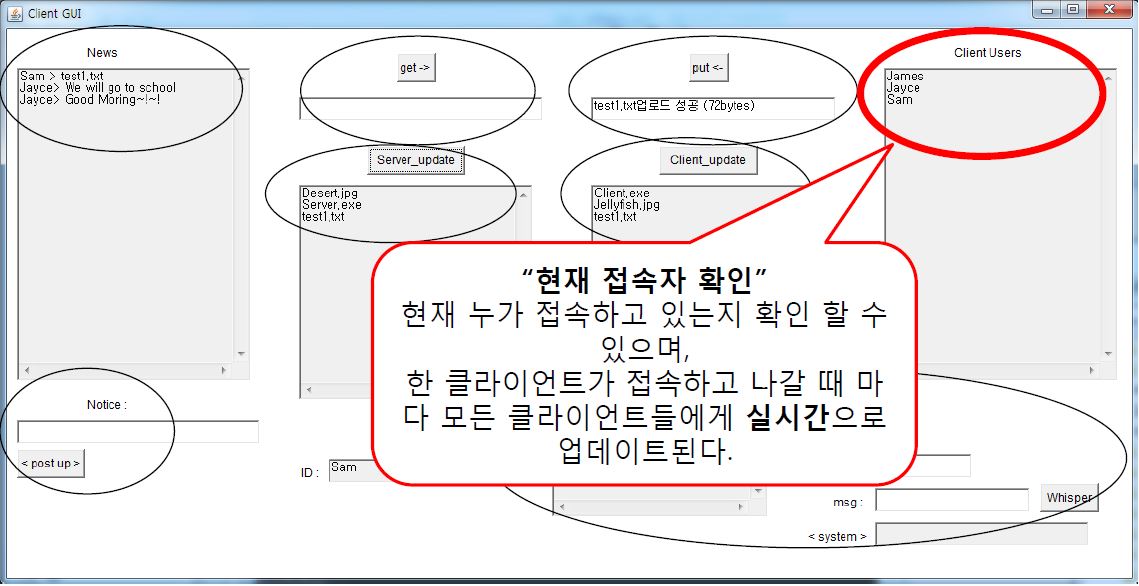 Client GUI
News
Sam > test1.txt
Jayce> We will go to school
Jayce> Good Moring~!~!
get ->
put <-
test1.txt업로드 성공 (72bytes)
Client Users
James
Jayce
Sam
Server_update
Client_update
Desert.jpg
Server.exe
test1.txt
Client.exe
Jellyfish.jpg
test1.txt
“현재 접속자 확인”
현재 누가 접속하고 있는지 확인 할 수
있으며,
한 클라이언트가 접속하고 나갈 때 마
다 모든 클라이언트들에게 실시간으로
업데이트된다.
Notice :
< post up >
ID :
Sam
msg :
Whisper
< system >